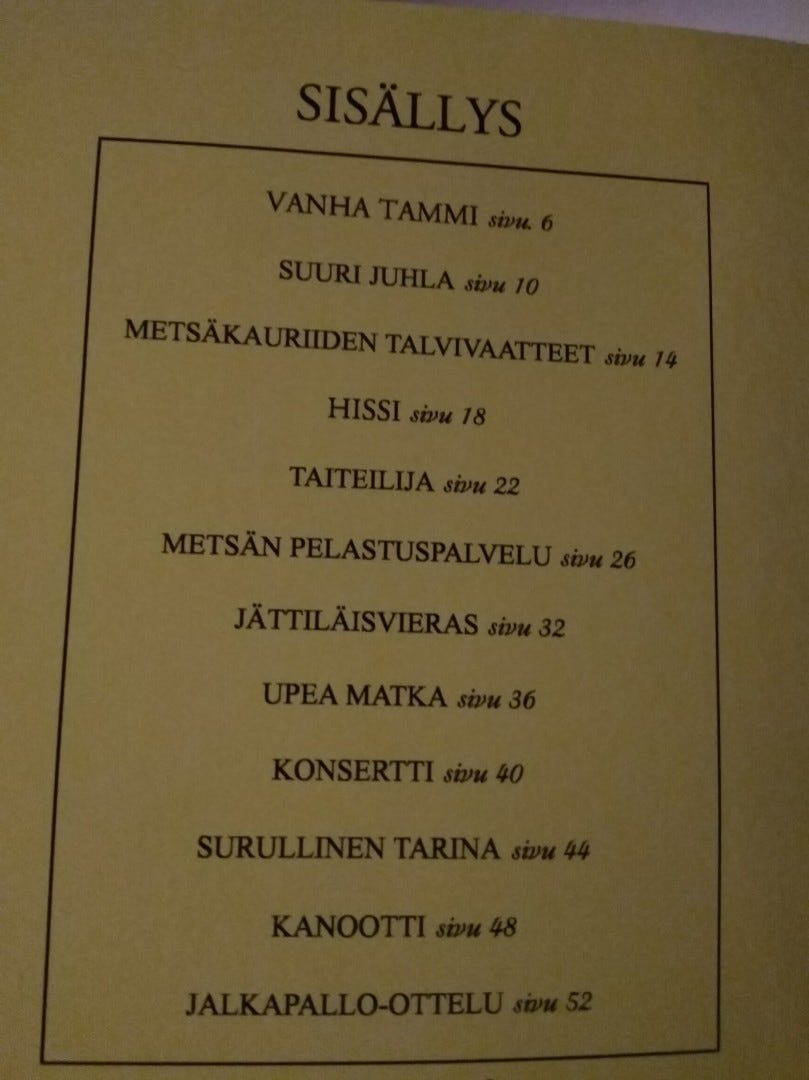 SISÄLLYS
VANHA TAMMI sivu. 6
SUURI JUHLA sivu 10
METSÄKAURIIDEN TALVIVAATTEET sivu 14
HISSI sivu 18
TAITEILIJA sivu 22
METSÄN PELASTUSPALVELU sivu 26
JÄTTILÄISVIERAS sivu 32
UPEA MATKA sivu 36
KONSERTTI sivu 40
SURULLINEN TARINA sivu 44
KANOOTTI sivu 48
JALKAPALLO-OTTELU sivu 52